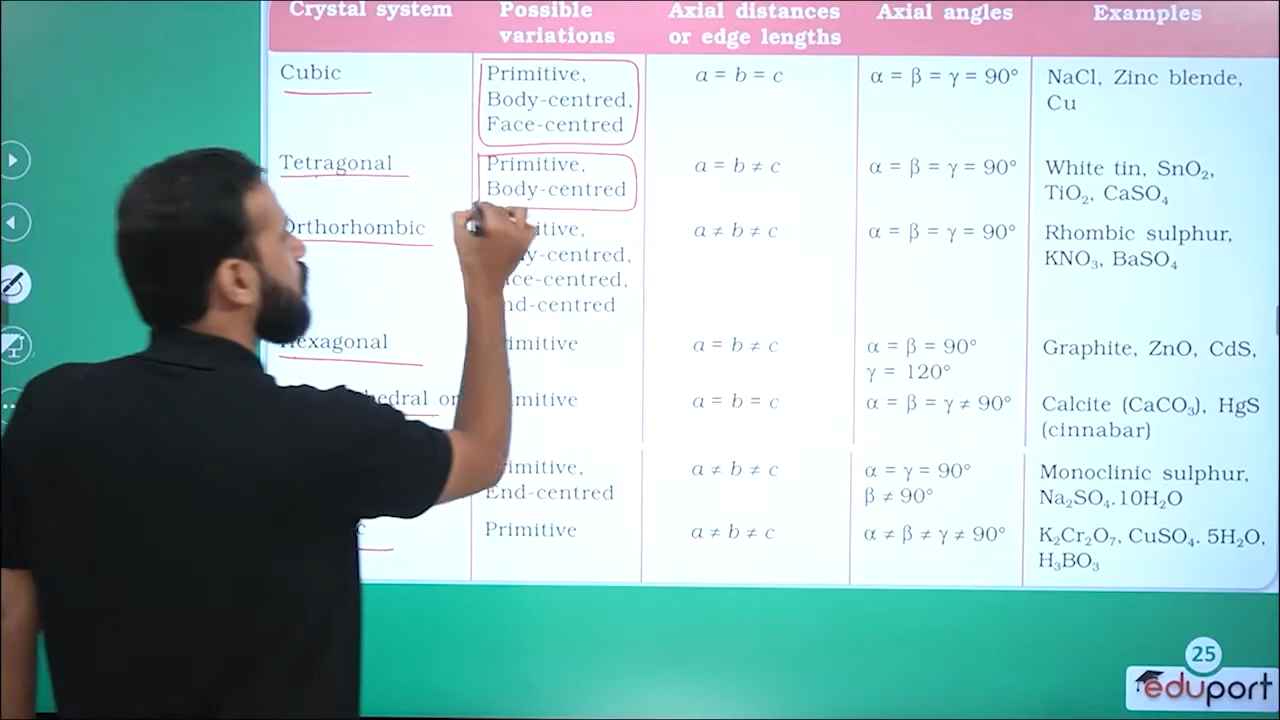 Crystal system Possible variations Axial distances or edge lengths Axial angles Examples
Cubic Primitive, Body-centred, Face-centred a = b = c α = β = γ = 90° NaCl, Zinc blende, Cu
Tetragonal Primitive, Body-centred a = b ≠ c α = β = γ = 90° White tin, SnO₂, TiO₂, CaSO₄
Orthorhombic a ≠ b ≠ c α = β = γ = 90° Rhombic sulphur, KNO₃, BaSO₄
Hexagonal a = b ≠ c α = β = 90° γ = 120° Graphite, ZnO, CdS,
or a = b = c α = β = γ ≠ 90° Calcite (CaCO₃), HgS (cinnabar)
End-centred a ≠ b ≠ c α = γ = 90° β ≠ 90° Monoclinic sulphur, Na₂SO₄.10H₂O
Primitive a ≠ b ≠ c α ≠ β ≠ γ ≠ 90° K₂Cr₂O₇, CuSO₄. 5H₂O, H₃BO₃
25
eduport